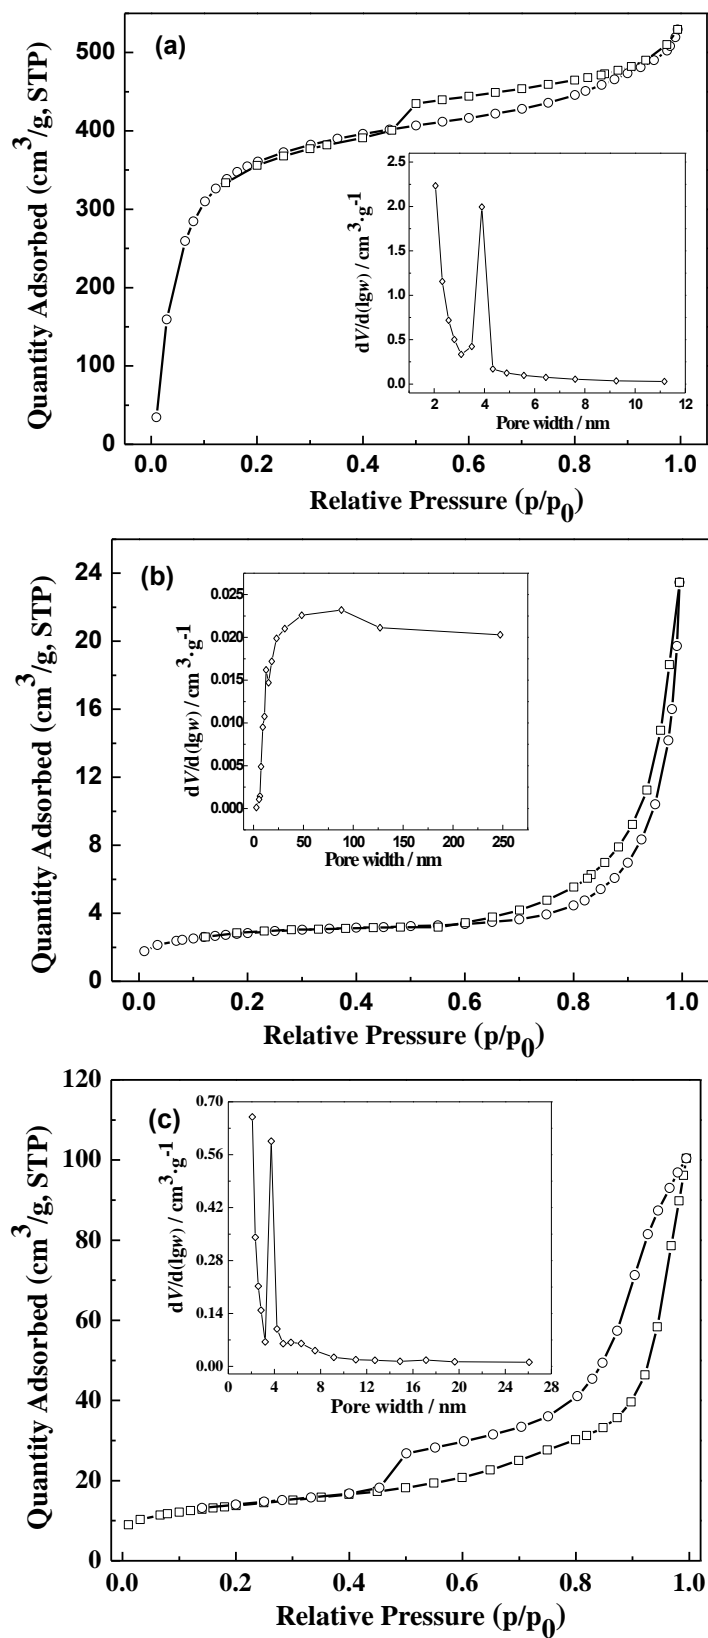 (a)
Quantity Adsorbed (cm³/g, STP)
500
400
300
200
100
0
0.0 0.2 0.4 0.6 0.8 1.0
Relative Pressure (p/p₀)
dV/d(lgw) / cm³·g⁻¹
2.5
2.0
1.5
1.0
0.5
0.0
2 4 6 8 10 12
Pore width / nm
(b)
Quantity Adsorbed (cm³/g, STP)
24
20
16
12
8
4
0
0.0 0.2 0.4 0.6 0.8 1.0
Relative Pressure (p/p₀)
dV/d(lgw) / cm³·g⁻¹
0.025
0.020
0.015
0.010
0.005
0.000
0 50 100 150 200 250
Pore width / nm
(c)
Quantity Adsorbed (cm³/g, STP)
120
100
80
60
40
20
0
0.0 0.2 0.4 0.6 0.8 1.0
Relative Pressure (p/p₀)
dV/d(lgw) / cm³·g⁻¹
0.70
0.56
0.42
0.28
0.14
0.00
0 4 8 12 16 20 24 28
Pore width / nm